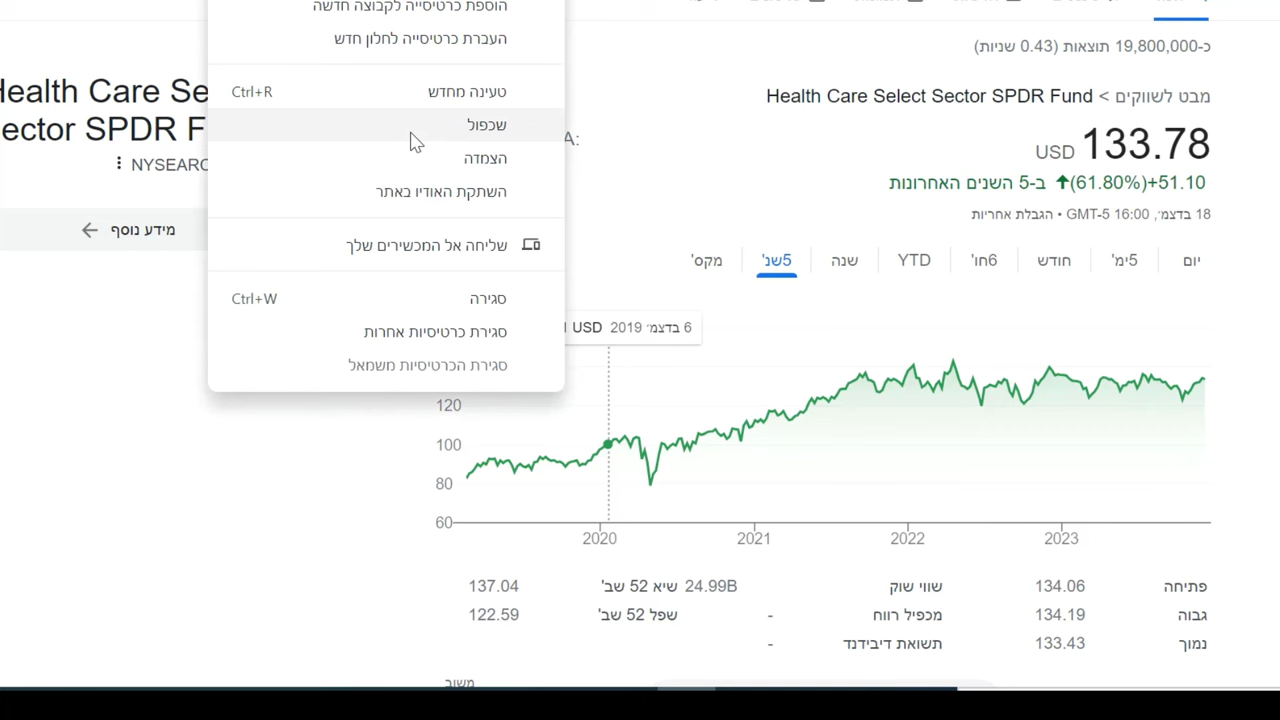 הוספת כרטיסייה לקבוצה חדשה
העברת כרטיסייה לחלון חדש
טעינה מחדש Ctrl+R
שכפול
הצמדה
השתקת האודיו באתר
שליחה אל המכשירים שלך
סגירה Ctrl+W
סגירת כרטיסיות אחרות
סגירת הכרטיסיות משמאל
כ-19,800,000 תוצאות (0.43 שניות)
Health Care Se
ector SPDR F
NYSEARC
A:
מידע נוסף
מבט לשווקים > Health Care Select Sector SPDR Fund
133.78 USD
+51.10 (61.80%) ב-5 השנים האחרונות
18 בדצמ׳, 16:00 GMT-5 • הגבלת אחריות
יום
5ימ'
חודש
6חו'
YTD
שנה
5שנ'
מקס'
USD 6 בדצמ׳ 2019
120
100
80
60
2020 2021 2022 2023
פתיחה 134.06 שווי שוק 24.99B שיא 52 שב' 137.04
גבוה 134.19 מכפיל רווח - שפל 52 שב' 122.59
נמוך 133.43 תשואת דיבידנד -
משוב